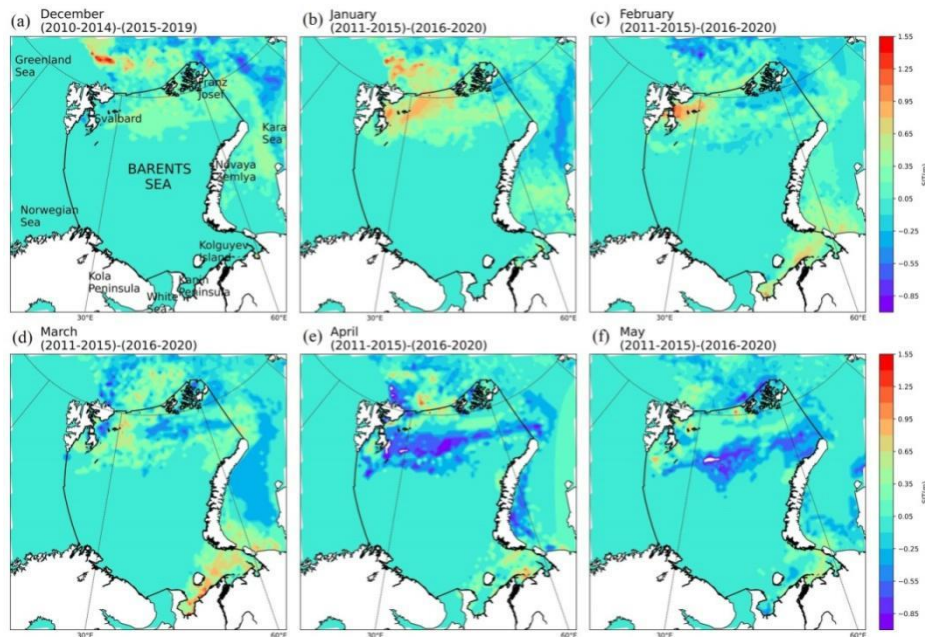 (a) December
(2010-2014)-(2015-2019)
(b) January
(2011-2015)-(2016-2020)
(c) February
(2011-2015)-(2016-2020)
Greenland
Sea
Franz
Josef
Svalbard
Kara
Sea
BARENTS
SEA
Novaya
Zemlya
Norwegian
Sea
Kolguyev
Island
Kola
Peninsula
Kanin
Peninsula
White
Sea
30°E
60°E
30°E
60°E
30°E
60°E
1.55
1.25
0.95
0.65
0.35
0.05
−0.25
−0.55
−0.85
SIT(m)
(d) March
(2011-2015)-(2016-2020)
(e) April
(2011-2015)-(2016-2020)
(f) May
(2011-2015)-(2016-2020)
30°E
60°E
30°E
60°E
30°E
60°E
1.55
1.25
0.95
0.65
0.35
0.05
−0.25
−0.55
−0.85
SIT(m)